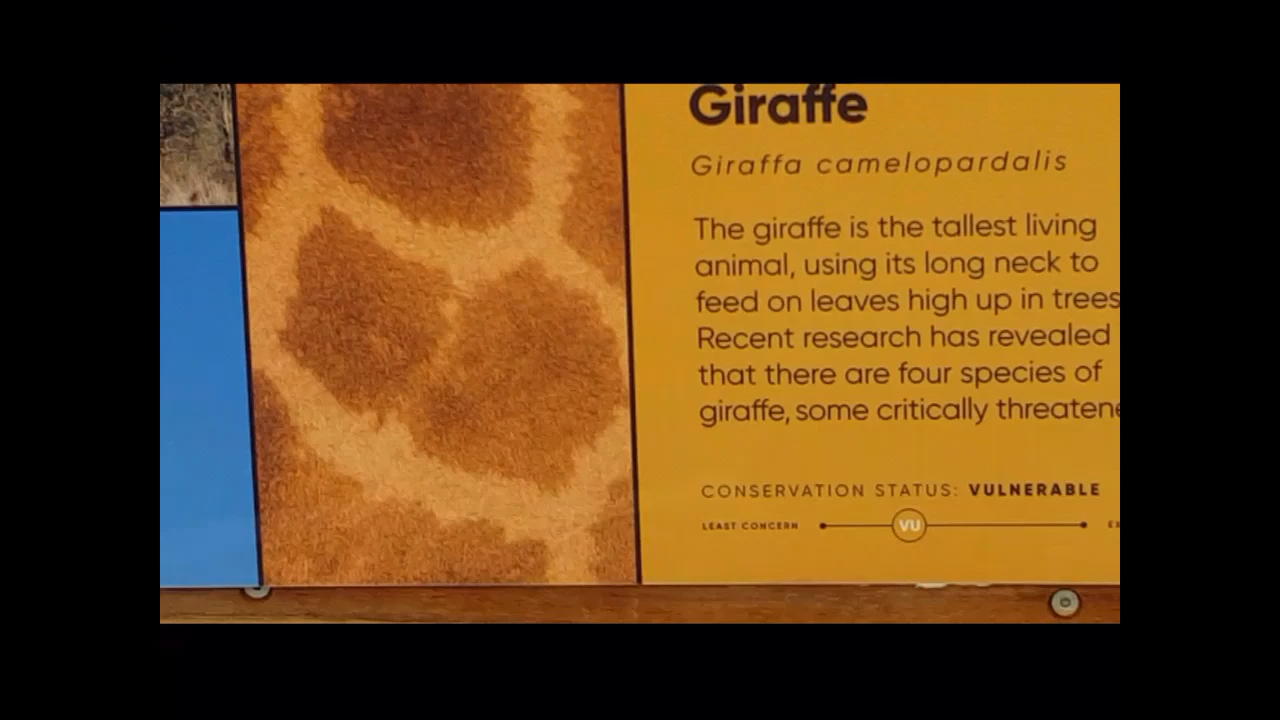 Giraffe
Giraffa camelopardalis
The giraffe is the tallest living
animal, using its long neck to
feed on leaves high up in trees
Recent research has revealed
that there are four species of
giraffe, some critically threatene
CONSERVATION STATUS: VULNERABLE
LEAST CONCERN VU EX